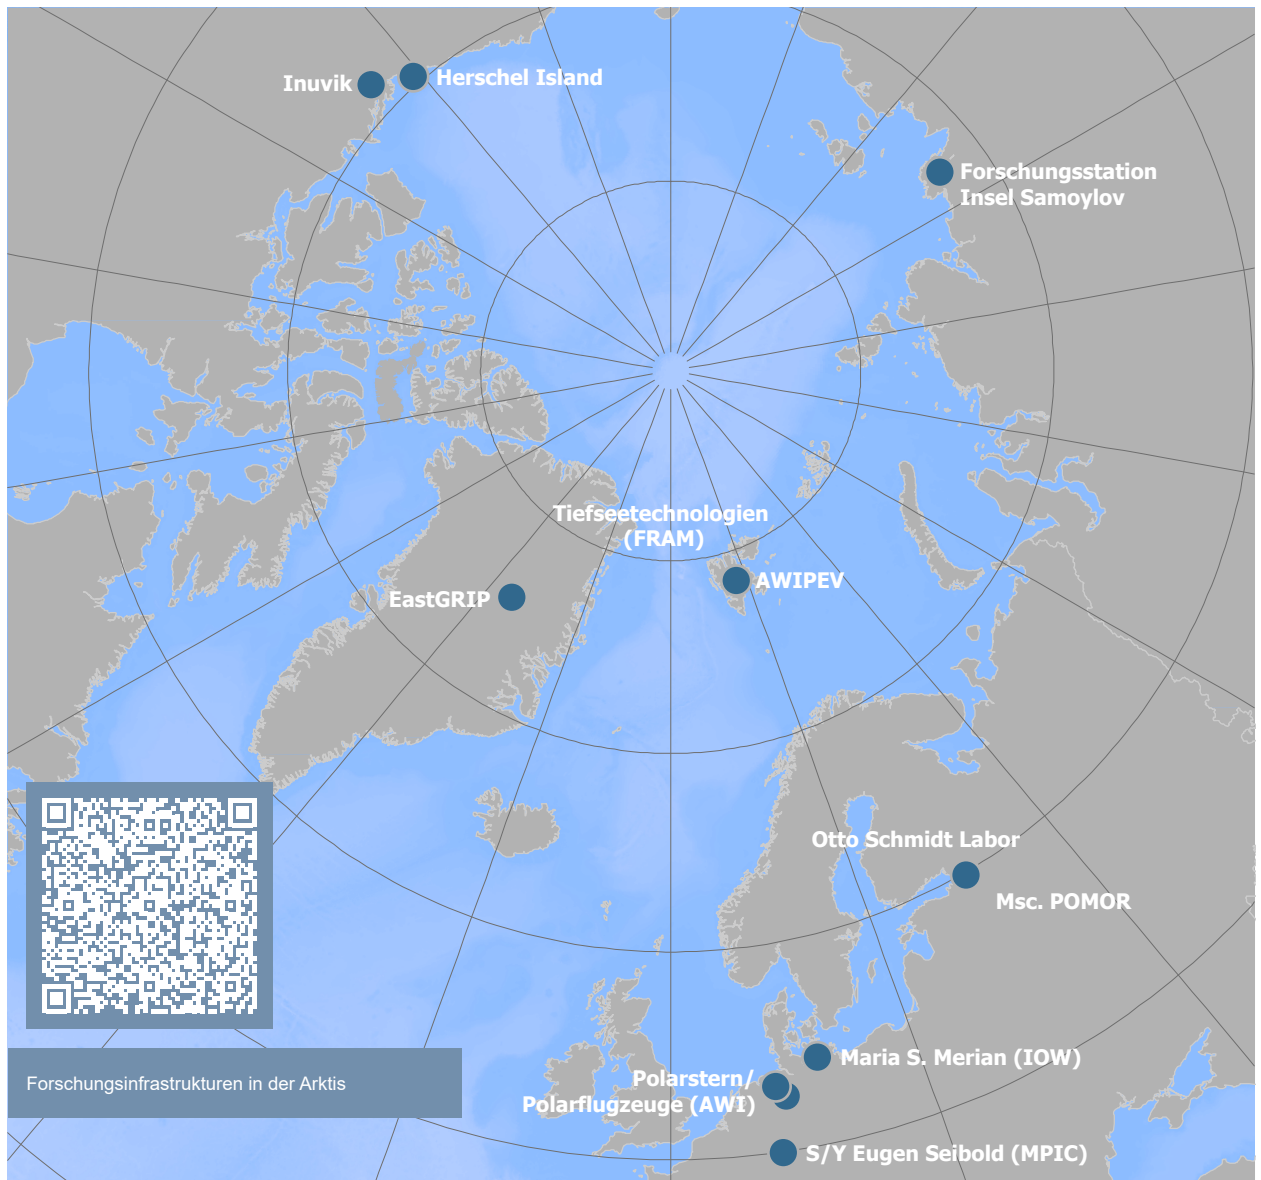 Inuvik
Herschel Island
Forschungsstation
Insel Samoylov
Tiefseetechnologien
(FRAM)
AWIPEV
EastGRIP
Otto Schmidt Labor
Msc. POMOR
Maria S. Merian (IOW)
Polarstern/
Polarflugzeuge (AWI)
S/Y Eugen Seibold (MPIC)
Forschungsinfrastrukturen in der Arktis